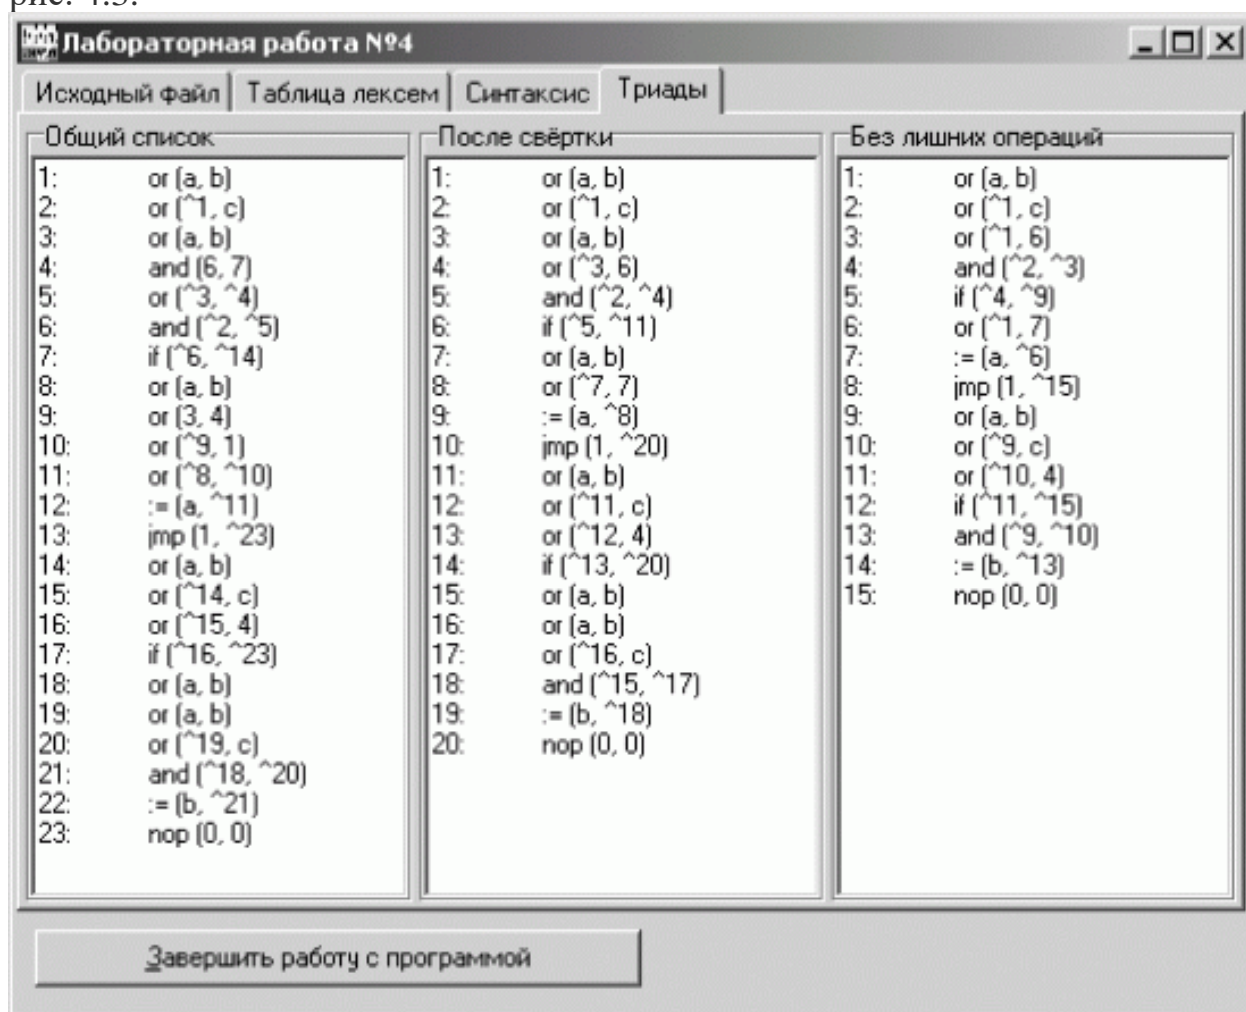 рис. 4.3.
Лабораторная работа №4
Исходный файл Таблица лексем Синтаксис Триады
Общий список
1: or (a, b)
2: or (^1, c)
3: or (a, b)
4: and (6, 7)
5: or (^3, ^4)
6: and (^2, ^5)
7: if (^6, ^14)
8: or (a, b)
9: or (3, 4)
10: or (^9, 1)
11: or (^8, ^10)
12: := (a, ^11)
13: jmp (1, ^23)
14: or (a, b)
15: or (^14, c)
16: or (^15, 4)
17: if (^16, ^23)
18: or (a, b)
19: or (a, b)
20: or (^19, c)
21: and (^18, ^20)
22: := (b, ^21)
23: nop (0, 0)
После свёртки
1: or (a, b)
2: or (^1, c)
3: or (a, b)
4: or (^3, 6)
5: and (^2, ^4)
6: if (^5, ^11)
7: or (a, b)
8: or (^7, 7)
9: := (a, ^8)
10: jmp (1, ^20)
11: or (a, b)
12: or (^11, c)
13: or (^12, 4)
14: if (^13, ^20)
15: or (a, b)
16: or (a, b)
17: or (^16, c)
18: and (^15, ^17)
19: := (b, ^18)
20: nop (0, 0)
Без лишних операций
1: or (a, b)
2: or (^1, c)
3: or (^1, 6)
4: and (^2, ^3)
5: if (^4, ^9)
6: or (^1, 7)
7: := (a, ^6)
8: jmp (1, ^15)
9: or (a, b)
10: or (^9, c)
11: or (^10, 4)
12: if (^11, ^15)
13: and (^9, ^10)
14: := (b, ^13)
15: nop (0, 0)
Завершить работу с программой